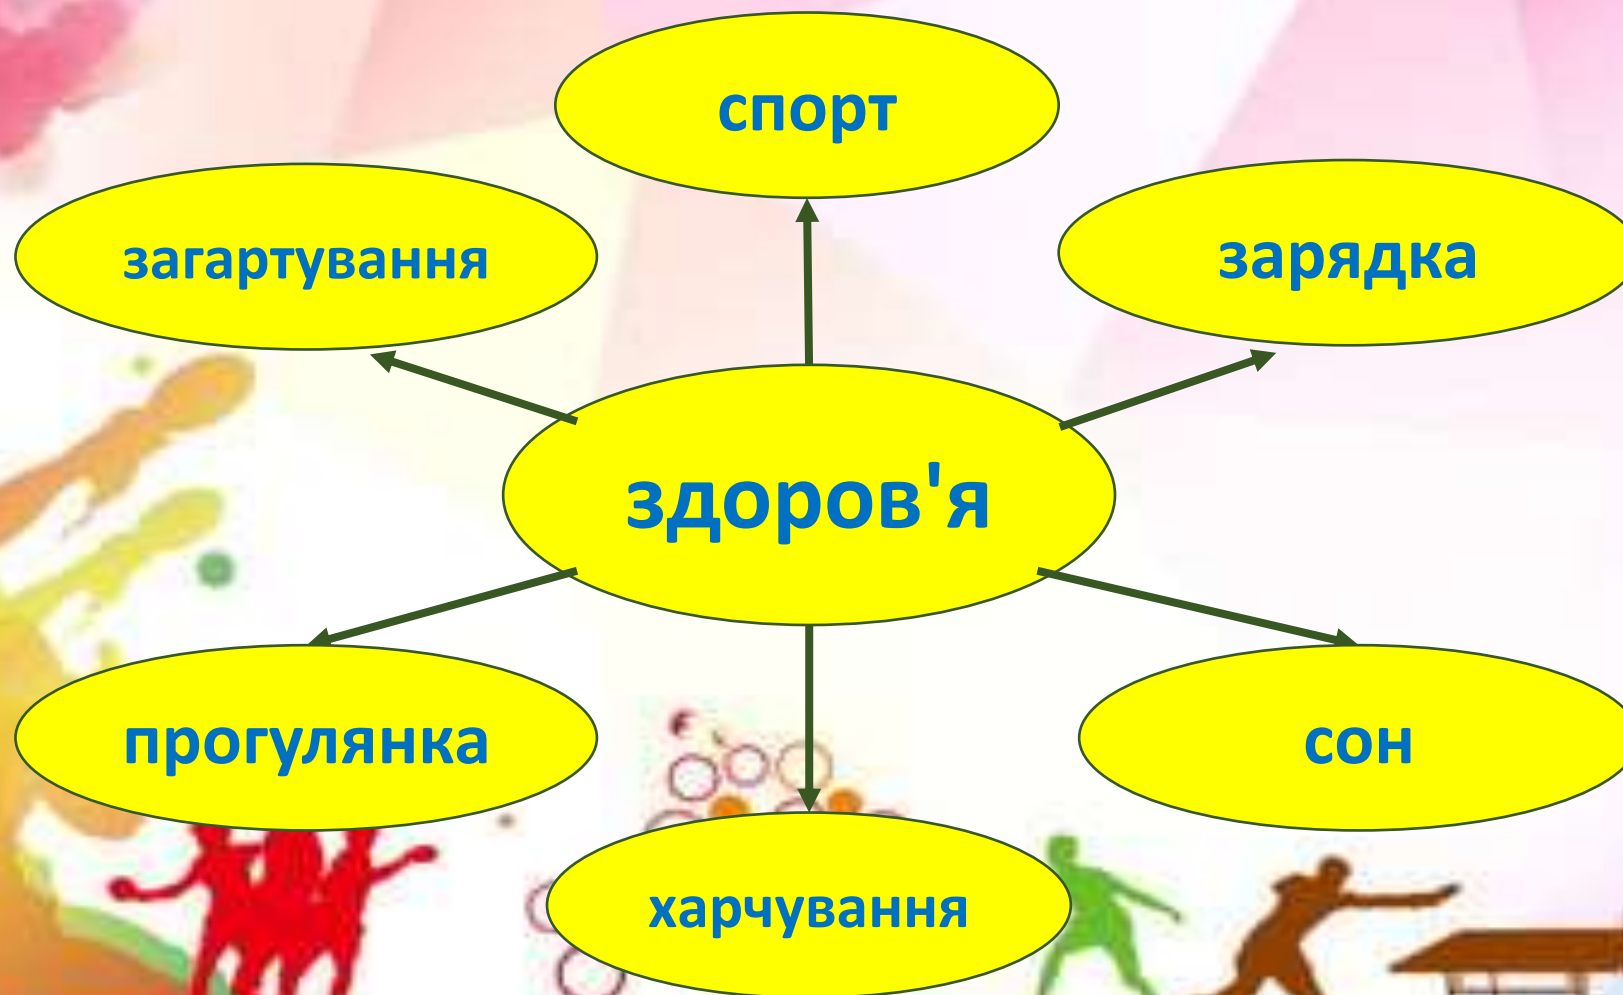 спорт
загартування
зарядка
здоров'я
прогулянка
сон
харчування